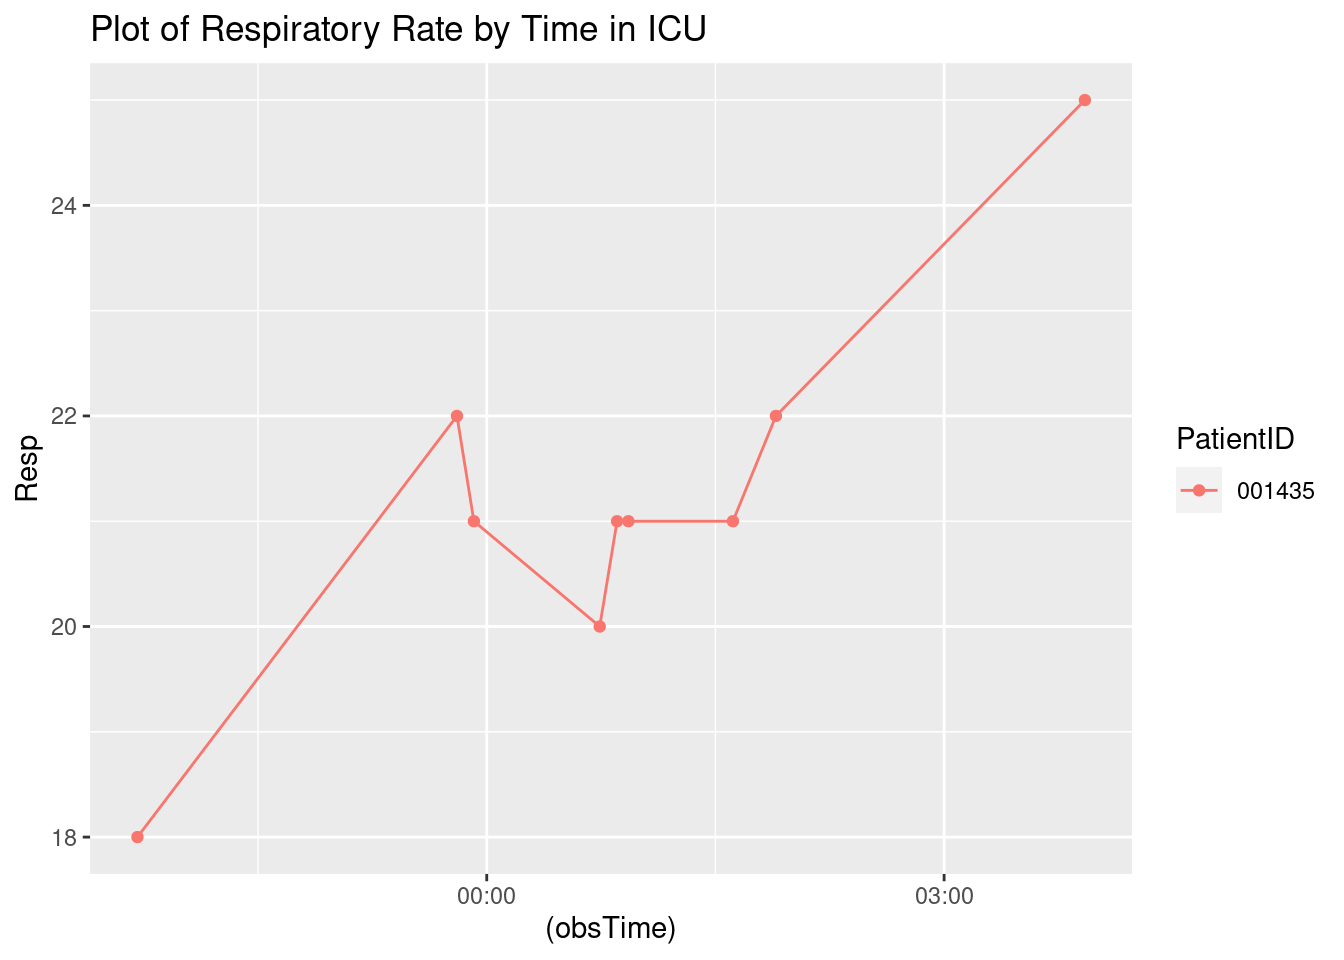 Plot of Respiratory Rate by Time in ICU
24
22
20
18
Resp
00:00
03:00
(obsTime)
PatientID
001435